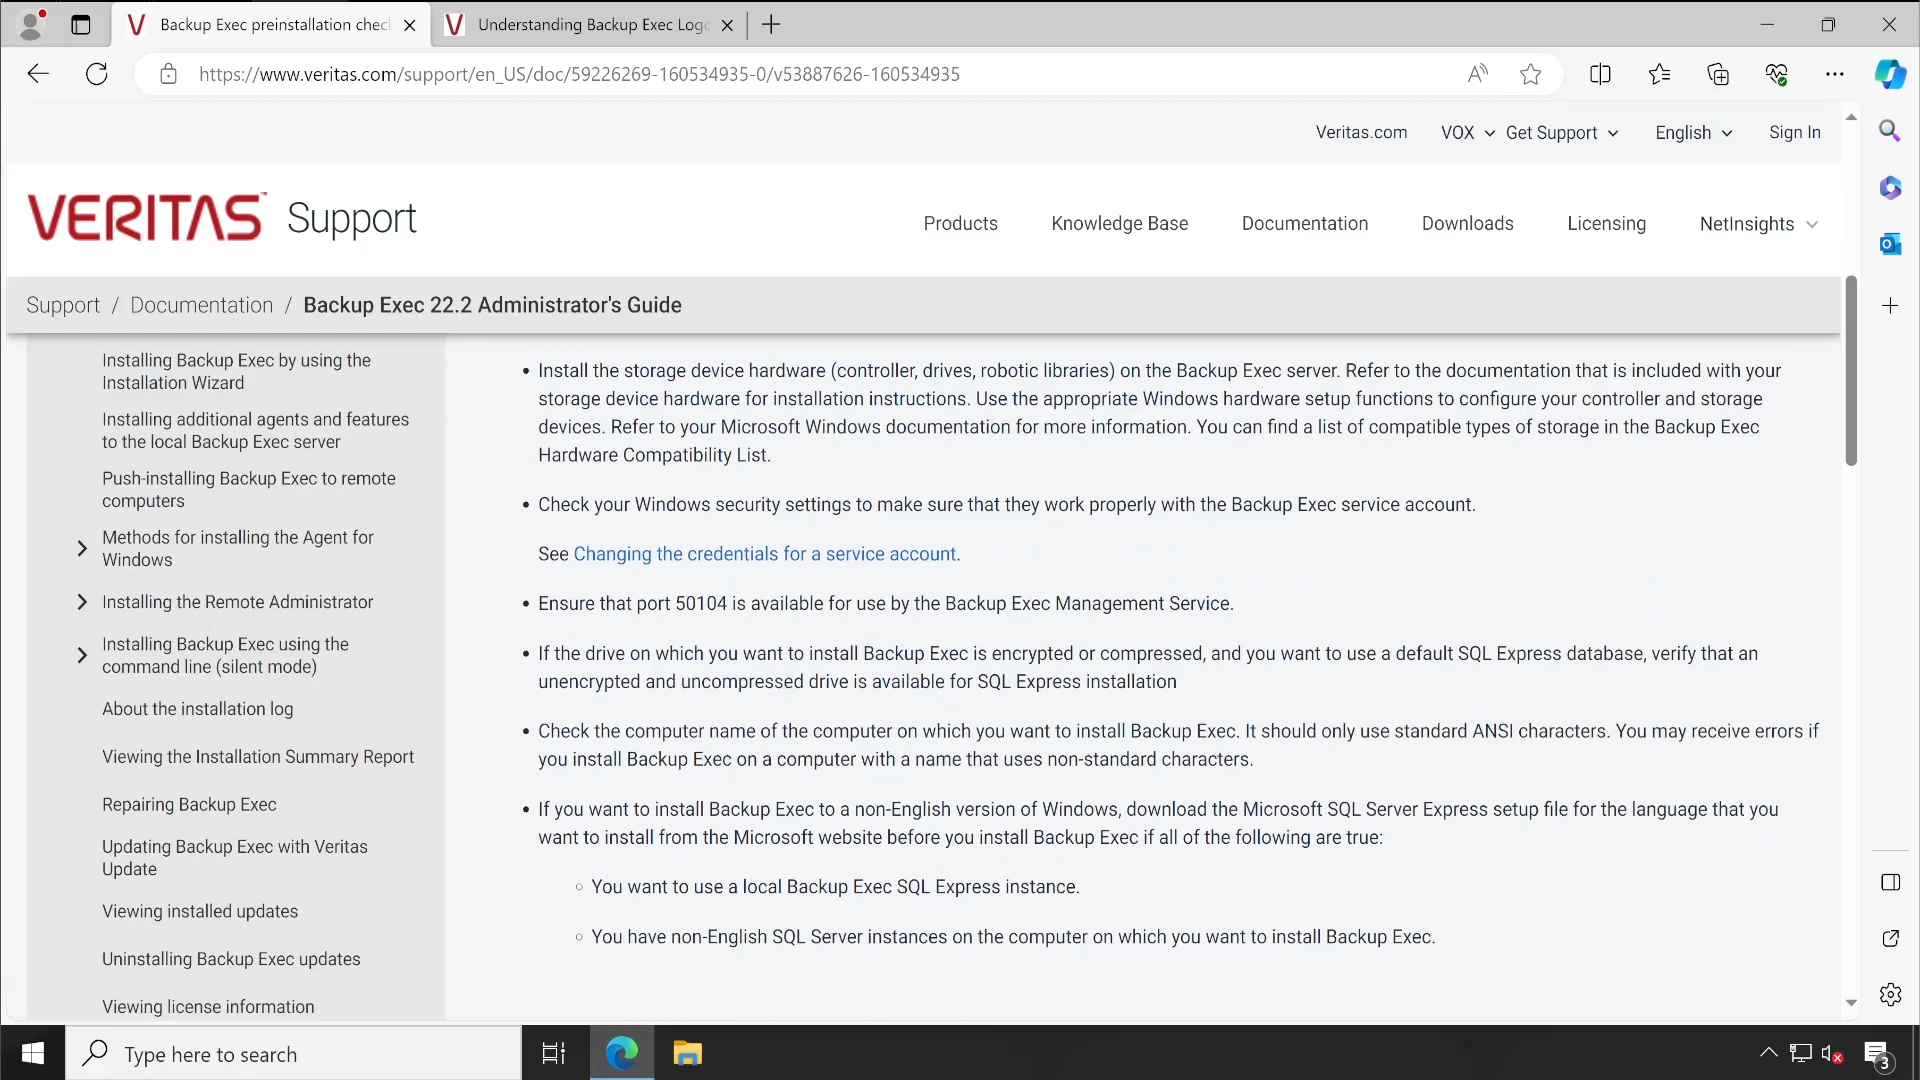 Backup Exec preinstallation chec
Understanding Backup Exec Logo
https://www.veritas.com/support/en_US/doc/59226269-160534935-0/v53887626-160534935
Veritas.com VOX Get Support English Sign In
VERITAS™ Support
Products Knowledge Base Documentation Downloads Licensing NetInsights
Support / Documentation / Backup Exec 22.2 Administrator's Guide
Installing Backup Exec by using the
Installation Wizard
Installing additional agents and features
to the local Backup Exec server
Push-installing Backup Exec to remote
computers
Methods for installing the Agent for
Windows
Installing the Remote Administrator
Installing Backup Exec using the
command line (silent mode)
About the installation log
Viewing the Installation Summary Report
Repairing Backup Exec
Updating Backup Exec with Veritas
Update
Viewing installed updates
Uninstalling Backup Exec updates
Viewing license information
• Install the storage device hardware (controller, drives, robotic libraries) on the Backup Exec server. Refer to the documentation that is included with your
storage device hardware for installation instructions. Use the appropriate Windows hardware setup functions to configure your controller and storage
devices. Refer to your Microsoft Windows documentation for more information. You can find a list of compatible types of storage in the Backup Exec
Hardware Compatibility List.
• Check your Windows security settings to make sure that they work properly with the Backup Exec service account.
See Changing the credentials for a service account.
• Ensure that port 50104 is available for use by the Backup Exec Management Service.
• If the drive on which you want to install Backup Exec is encrypted or compressed, and you want to use a default SQL Express database, verify that an
unencrypted and uncompressed drive is available for SQL Express installation
• Check the computer name of the computer on which you want to install Backup Exec. It should only use standard ANSI characters. You may receive errors if
you install Backup Exec on a computer with a name that uses non-standard characters.
• If you want to install Backup Exec to a non-English version of Windows, download the Microsoft SQL Server Express setup file for the language that you
want to install from the Microsoft website before you install Backup Exec if all of the following are true:
◦ You want to use a local Backup Exec SQL Express instance.
◦ You have non-English SQL Server instances on the computer on which you want to install Backup Exec.
Type here to search
3